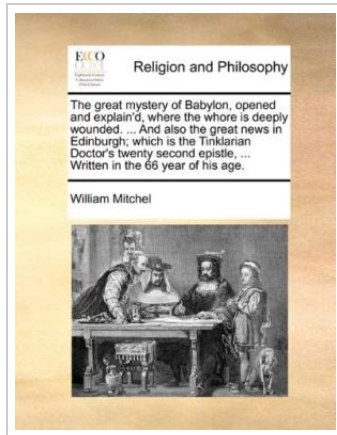 ECCO
Religion and Philosophy
The great mystery of Babylon, opened
and explain'd, where the whore is deeply
wounded. ... And also the great news in
Edinburgh; which is the Tinklarian
Doctor's twenty second epistle, ...
Written in the 66 year of his age.
William Mitchel